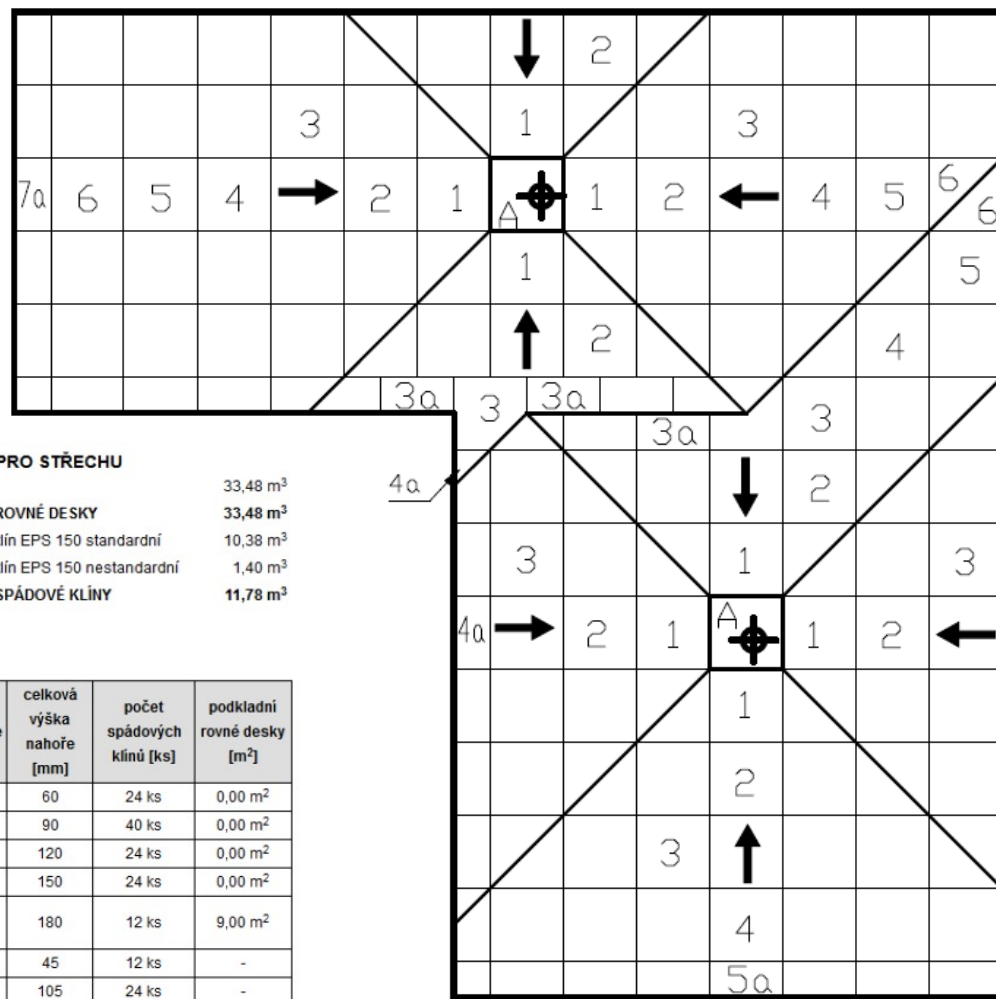 2
3 1 3
7a 6 5 4 2 1 A 1 2 4 5 6
6
1 5
2 4
3a 3 3a
3a 3
4a 2
3 1 3
4a 2 1 A 1 2
1
2
3
4
5a
PRO STŘECHU
33,48 m³
ROVNÉ DESKY 33,48 m³
lín EPS 150 standardní 10,38 m³
lín EPS 150 nestandardní 1,40 m³
SPÁDOVÉ KLÍNY 11,78 m³
celková výška nahoře [mm] počet spádových klínů [ks] podkladní rovné desky [m²]
60 24 ks 0,00 m²
90 40 ks 0,00 m²
120 24 ks 0,00 m²
150 24 ks 0,00 m²
180 12 ks 9,00 m²
45 12 ks -
105 24 ks -